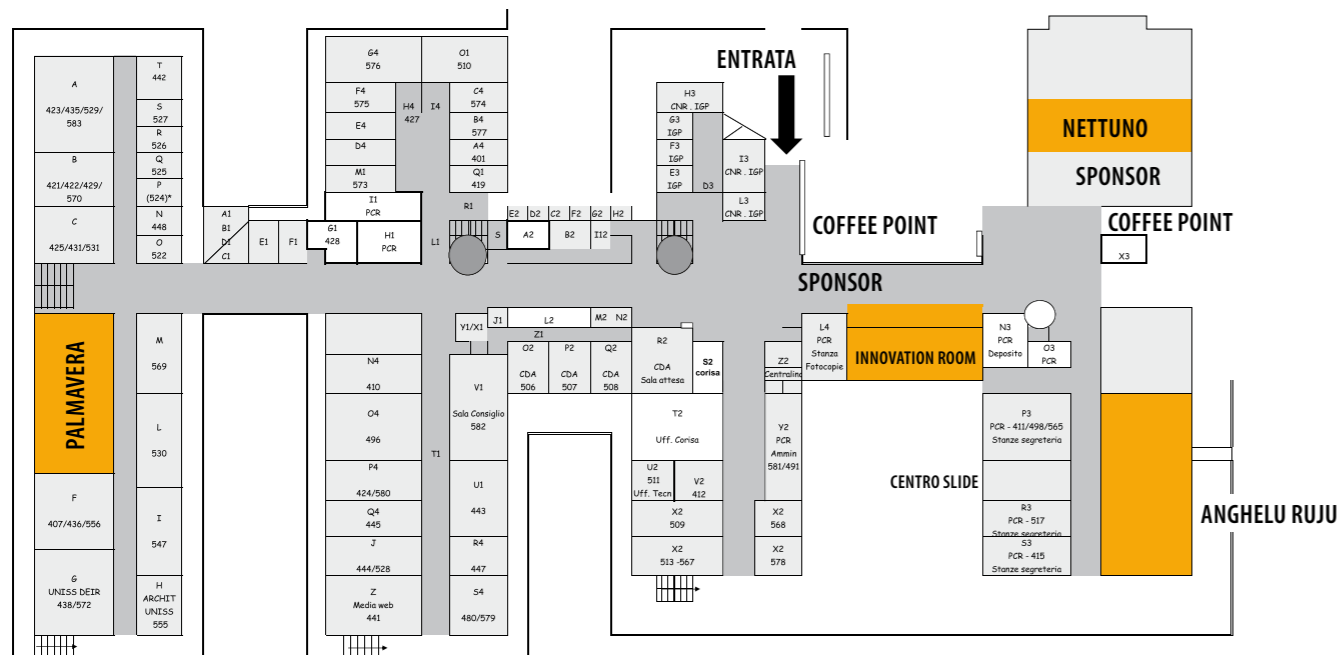 ENTRATA
NETTUNO
SPONSOR
COFFEE POINT
COFFEE POINT
SPONSOR
INNOVATION ROOM
PALMAVERA
CENTRO SLIDE
ANGHELU RUJU
A
423/435/529/
583
B
421/422/429/
570
C
425/431/531
T
442
S
527
R
526
Q
525
P
(524)*
N
448
O
522
A1
B1
D1
C1
E1
F1
G4
576
O1
510
F4
575
E4
D4
M1
573
H4
427
I4
C4
574
B4
577
A4
401
Q1
419
I1
PCR
G1
428
H1
PCR
R1
L1
S
E2
D2
C2
F2
G2
H2
A2
B2
I12
H3
CNR . IGP
G3
IGP
F3
IGP
E3
IGP
D3
I3
CNR . IGP
L3
CNR . IGP
X3
M
569
L
530
I
547
H
ARCHIT
UNISS
555
F
407/436/556
G
UNISS DEIR
438/572
N4
410
O4
496
P4
424/580
Q4
445
J
444/528
Z
Media web
441
T1
Y1/X1
J1
L2
M2
N2
Z1
V1
Sala Consiglio
582
U1
443
R4
447
S4
480/579
O2
CDA
506
P2
CDA
507
Q2
CDA
508
R2
CDA
Sala attesa
S2
corisa
T2
Uff. Corisa
U2
511
Uff. Tecn
V2
412
X2
509
X2
513 -567
Z2
Centralino
Y2
PCR
Ammin
581/491
X2
568
X2
578
L4
PCR
Stanza
Fotocopie
N3
PCR
Deposito
O3
PCR
P3
PCR - 411/498/565
Stanze segreteria
R3
PCR - 517
Stanze segreteria
S3
PCR - 415
Stanze segreteria